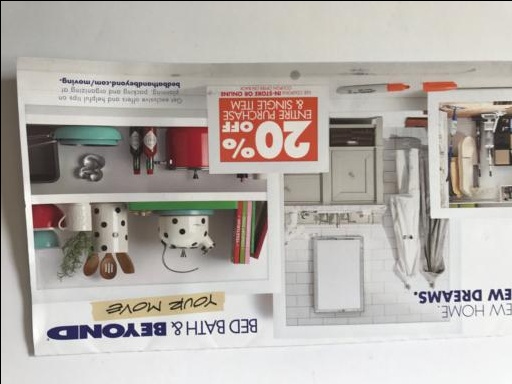 BED BATH & BEYOND
YOUR MOVE
EW HOME.
EW DREAMS.
20% OFF
ENTIRE PURCHASE
& SINGLE ITEM
IN-STORE OR ONLINE
Get exclusive offers and helpful tips on
planning, packing and organizing at
bedbathandbeyond.com/moving.